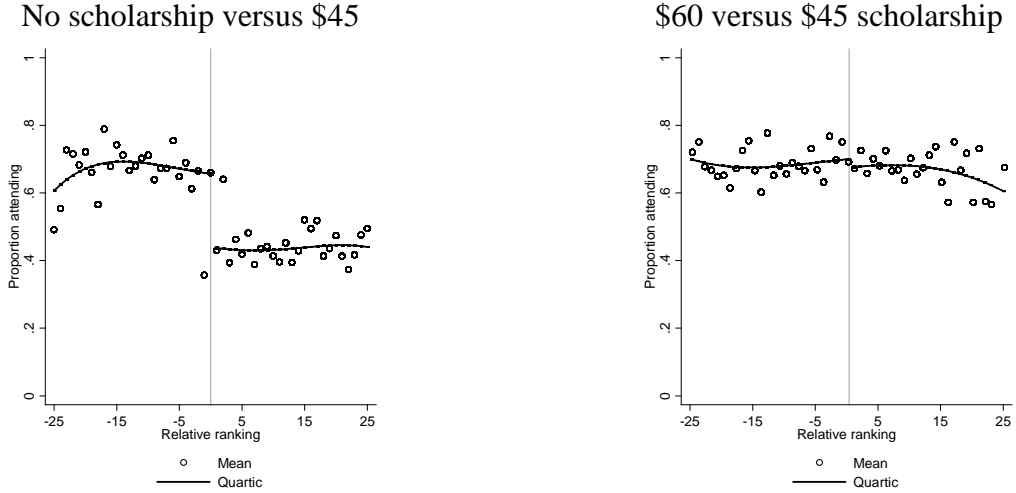 No scholarship versus $45
Proportion attending
0 .2 .4 .6 .8 1
-25 -15 -5 5 15 25
Relative ranking
Mean
Quartic
$60 versus $45 scholarship
Proportion attending
0 .2 .4 .6 .8 1
-25 -15 -5 5 15 25
Relative ranking
Mean
Quartic